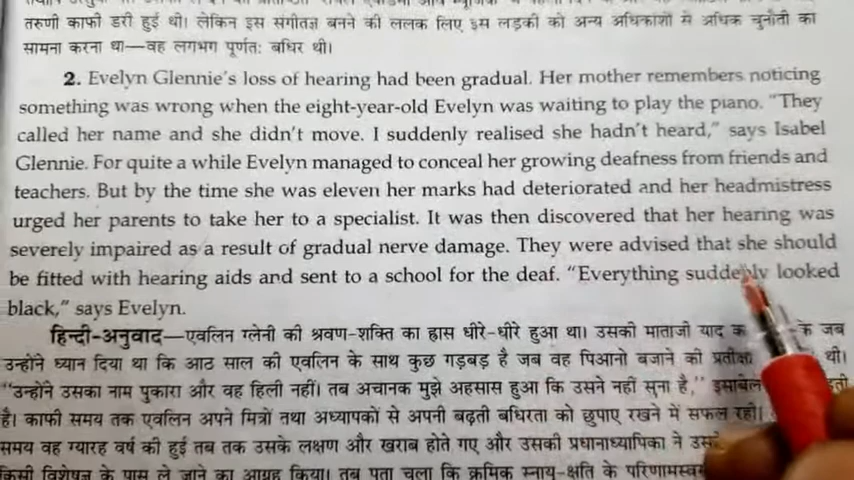 तरुणी काफी डरी हुई थी। लेकिन इस संगीतज्ञ बनने की ललक लिए इस लड़की को अन्य अधिकांशों से अधिक चुनौती का
सामना करना था—वह लगभग पूर्णतः बधिर थी।
2. Evelyn Glennie's loss of hearing had been gradual. Her mother remembers noticing
something was wrong when the eight-year-old Evelyn was waiting to play the piano. "They
called her name and she didn't move. I suddenly realised she hadn't heard," says Isabel
Glennie. For quite a while Evelyn managed to conceal her growing deafness from friends and
teachers. But by the time she was eleven her marks had deteriorated and her headmistress
urged her parents to take her to a specialist. It was then discovered that her hearing was
severely impaired as a result of gradual nerve damage. They were advised that she should
be fitted with hearing aids and sent to a school for the deaf. "Everything suddenly looked
black," says Evelyn.
हिन्दी-अनुवाद—एवलिन ग्लेनी की श्रवण-शक्ति का ह्रास धीरे-धीरे हुआ था। उसकी माताजी याद के जब
उन्होंने ध्यान दिया था कि आठ साल की एवलिन के साथ कुछ गड़बड़ है जब वह पिआनो बजाने की थी।
"उन्होंने उसका नाम पुकारा और वह हिली नहीं। तब अचानक मुझे अहसास हुआ कि उसने नहीं सुना है,"
है। काफी समय तक एवलिन अपने मित्रों तथा अध्यापकों से अपनी बढ़ती बधिरता को छुपाए रखने में सफल रही।
समय वह ग्यारह वर्ष की हुई तब तक उसके लक्षण और खराब होते गए और उसकी प्रधानाध्यापिका ने
किसी विशेषज्ञ के पास ले जाने का आग्रह किया। तब पता चला कि क्रमिक स्नायु-क्षति के